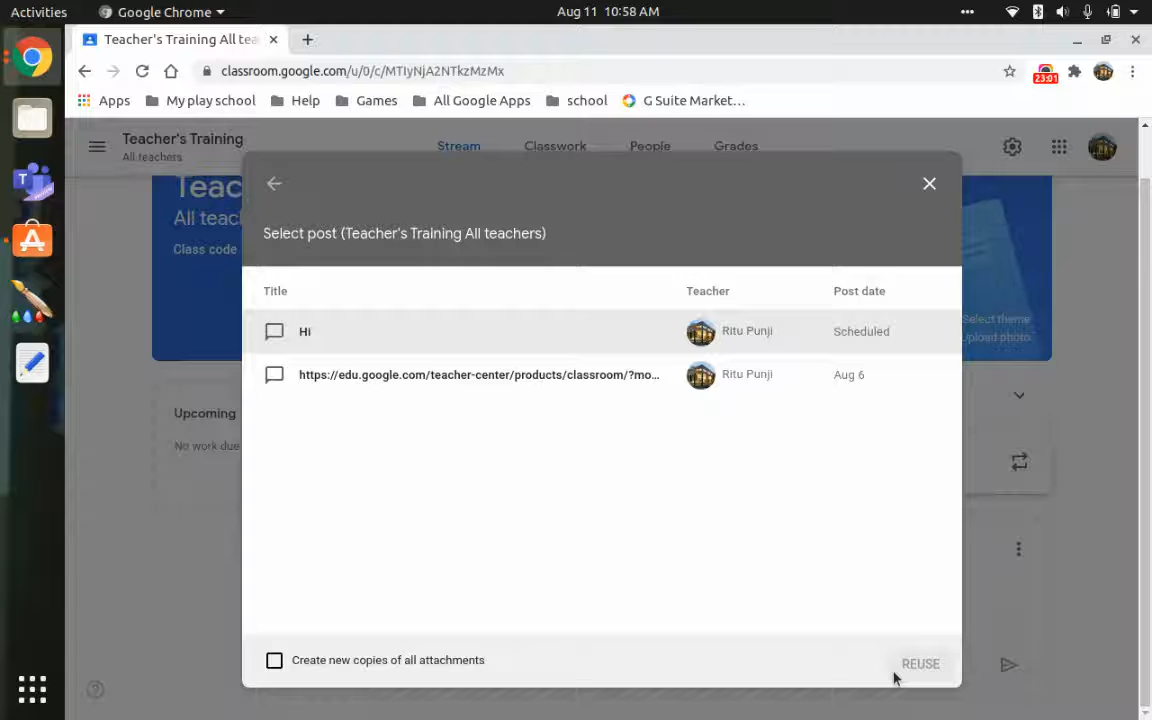 Activities
Google Chrome
Aug 11 10:58 AM
Teacher's Training All tea
classroom.google.com/u/0/c/MTIyNjA2NTkzMzMx
23:01
Apps
My play school
Help
Games
All Google Apps
school
G Suite Market…
Teacher's Training
All teachers
Stream
Classwork
People
Grades
Teac
All teach
Class code
Select theme
Upload photo
Select post (Teacher's Training All teachers)
Title
Teacher
Post date
Hi
Ritu Punji
Scheduled
https://edu.google.com/teacher-center/products/classroom/?mo...
Ritu Punji
Aug 6
Upcoming
No work due
Create new copies of all attachments
REUSE